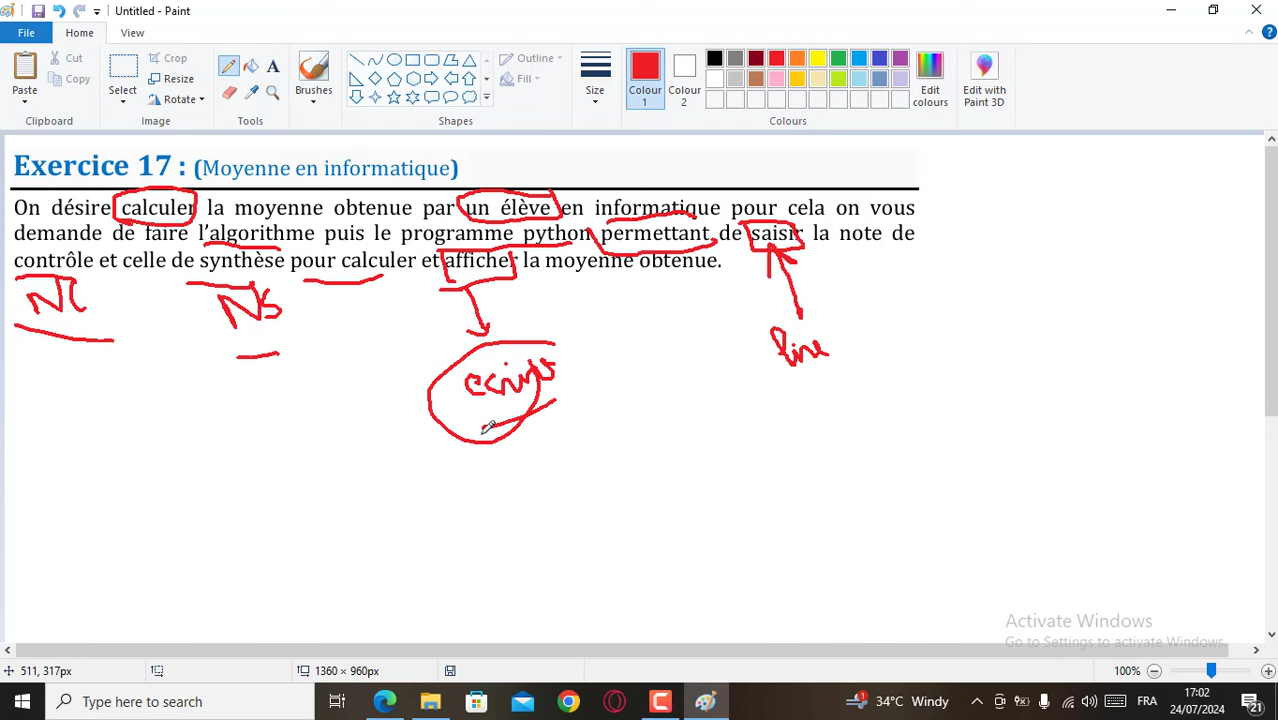 Untitled - Paint
File
Home
View
Paste
Cut
Copy
Clipboard
Select
Crop
Resize
Rotate
Image
Tools
Brushes
Shapes
Outline
Fill
Size
Colour 1
Colour 2
Edit colours
Edit with Paint 3D
Colours
Exercice 17 : (Moyenne en informatique)
On désire calculer la moyenne obtenue par un élève en informatique pour cela on vous
demande de faire l'algorithme puis le programme python permettant de saisir la note de
contrôle et celle de synthèse pour calculer et afficher la moyenne obtenue.
NC
NS
lire
Activate Windows
Go to Settings to activate Windows.
511, 317px
1360 × 960px
100%
Type here to search
1
34°C Windy
FRA
17:02
24/07/2024
21